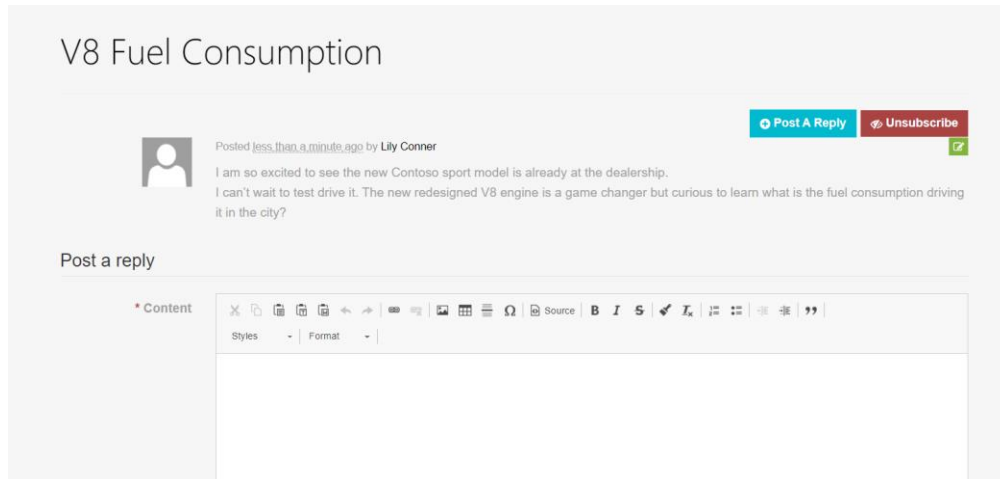 V8 Fuel Consumption
Post A Reply
Unsubscribe
Posted less than a minute ago by Lily Conner
I am so excited to see the new Contoso sport model is already at the dealership.
I can't wait to test drive it. The new redesigned V8 engine is a game changer but curious to learn what is the fuel consumption driving
it in the city?
Post a reply
* Content
Ω Source B I S Ix
Styles Format